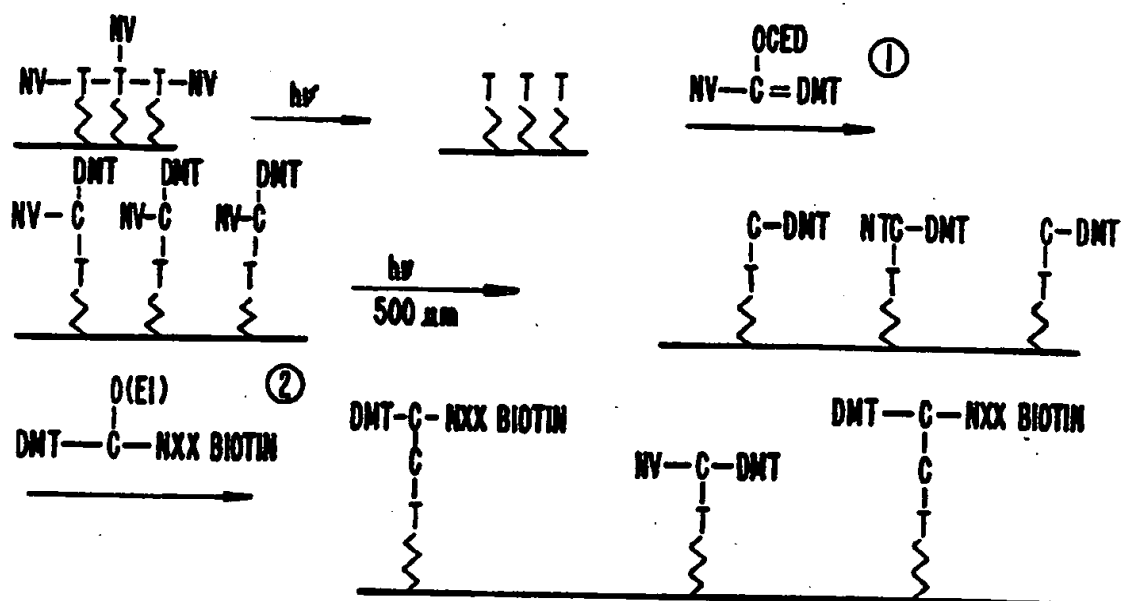 NV
NV-T-T-T-NV
hν
T T T
OCED
NV-C=DMT
①
DMT DMT DMT
NV-C NV-C NV-C
T T T
hν
500 µm
C-DMT NTC-DMT C-DMT
T T T
②
O(EI)
DMT-C-NXX BIOTIN
DMT-C-NXX BIOTIN
C
T
NV-C-DMT
T
DMT-C-NXX BIOTIN
C
T